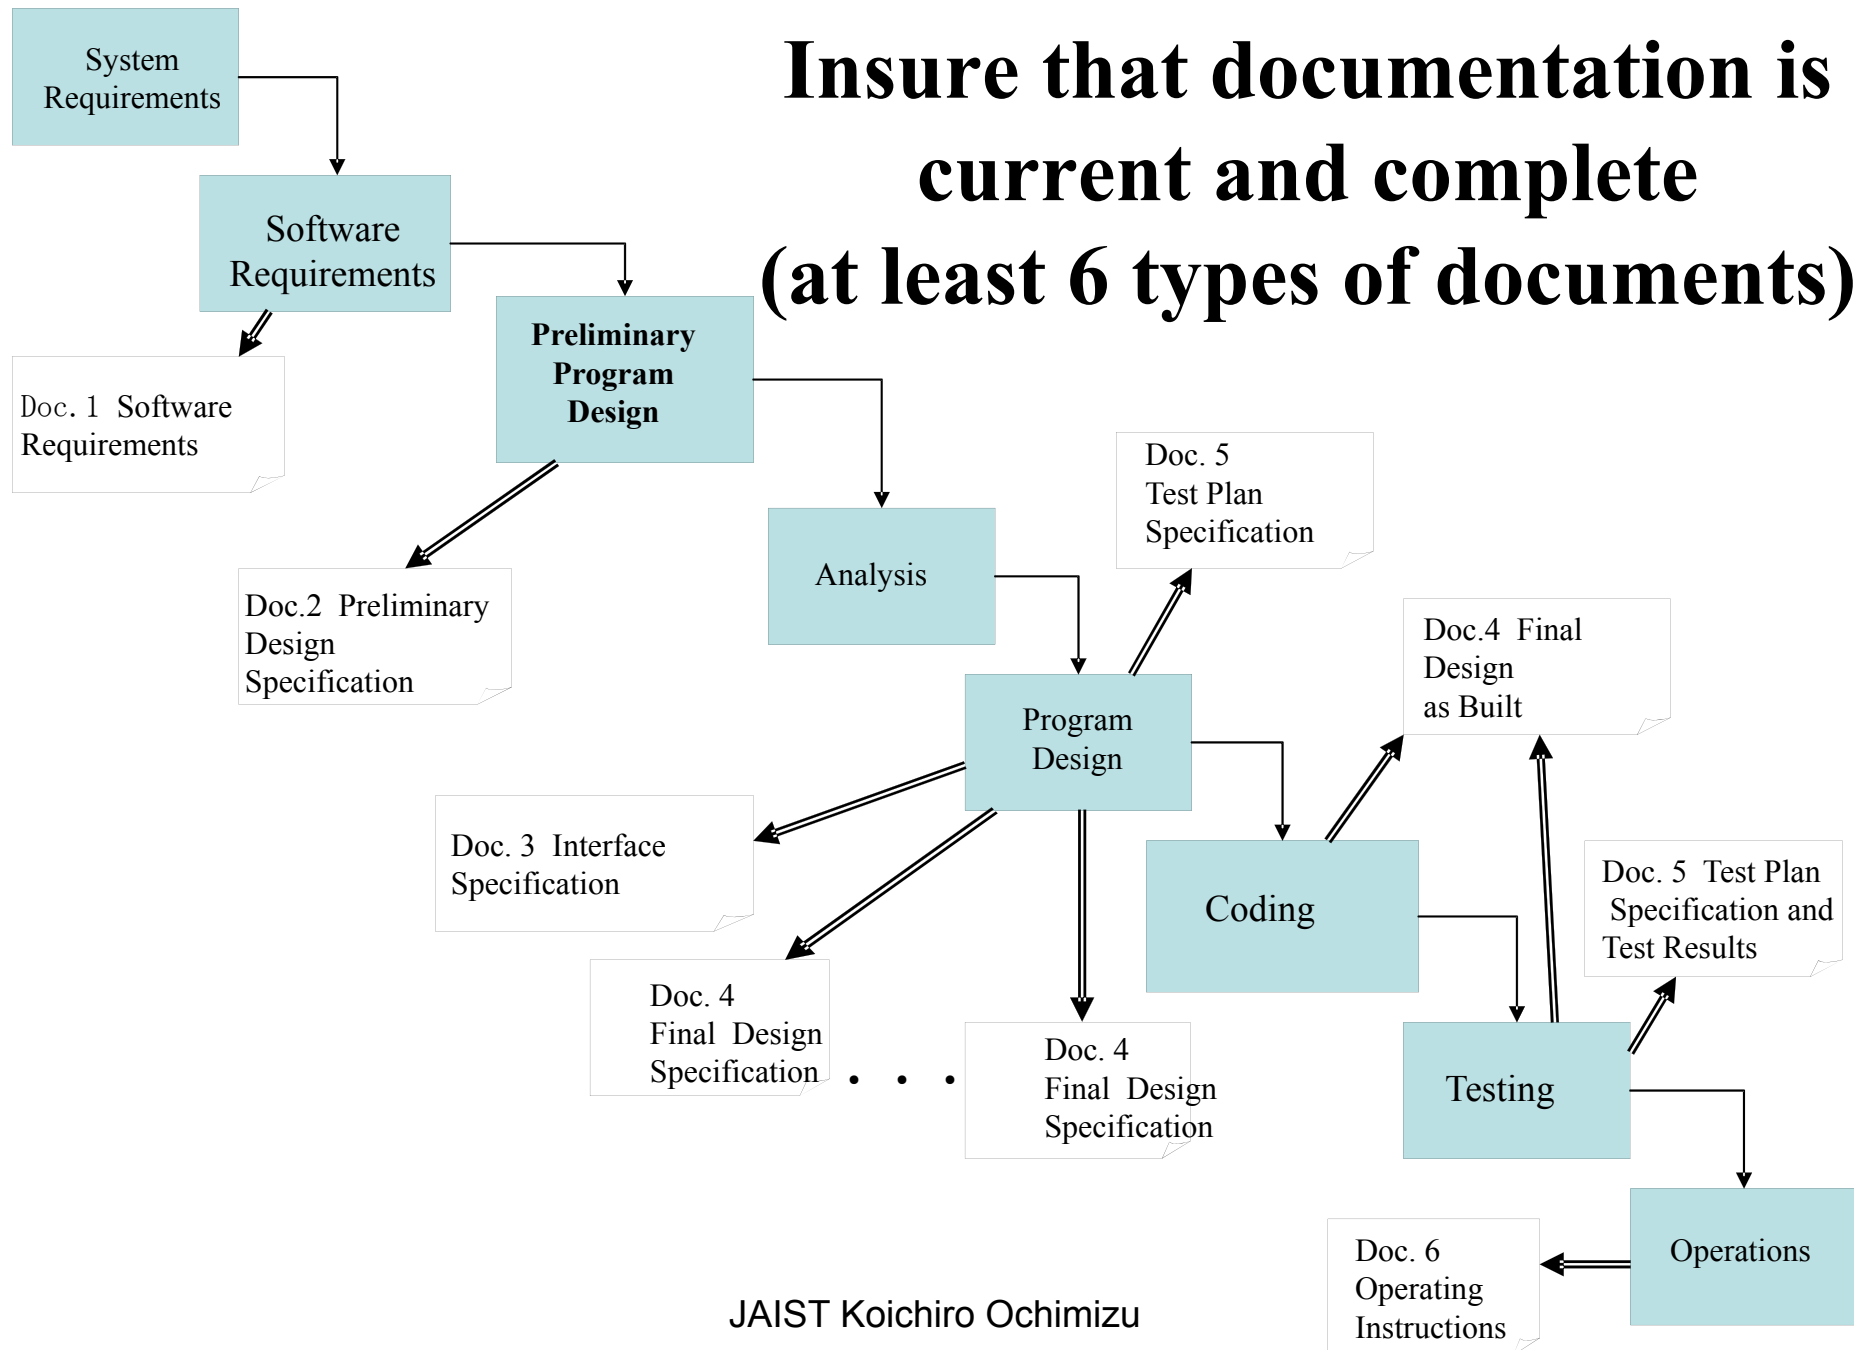 Insure that documentation is
current and complete
(at least 6 types of documents)
System
Requirements
Software
Requirements
Doc. 1 Software
Requirements
Preliminary
Program
Design
Doc.2 Preliminary
Design
Specification
Analysis
Doc. 5
Test Plan
Specification
Program
Design
Doc.4 Final
Design
as Built
Doc. 3 Interface
Specification
Coding
Doc. 5 Test Plan
Specification and
Test Results
Doc. 4
Final Design
Specification
. . .
Doc. 4
Final Design
Specification
Testing
Operations
Doc. 6
Operating
Instructions
JAIST Koichiro Ochimizu